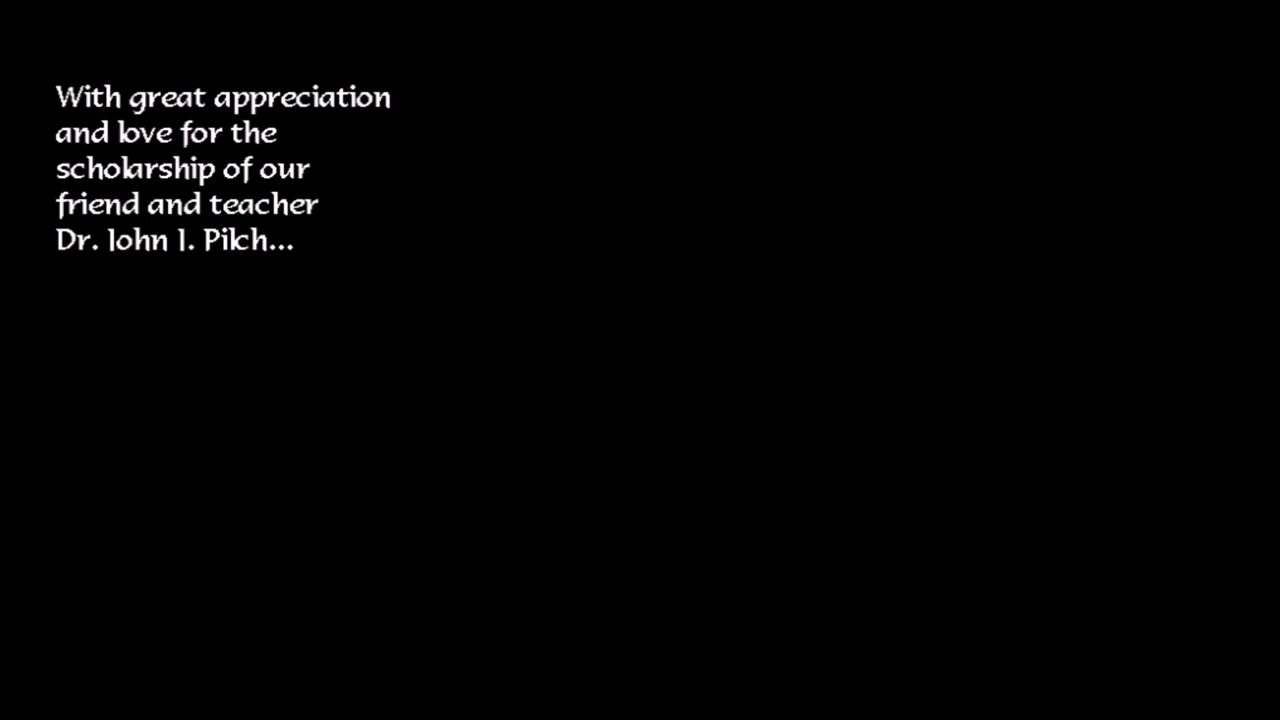 With great appreciation
and love for the
scholarship of our
friend and teacher
Dr. John J. Pilch...